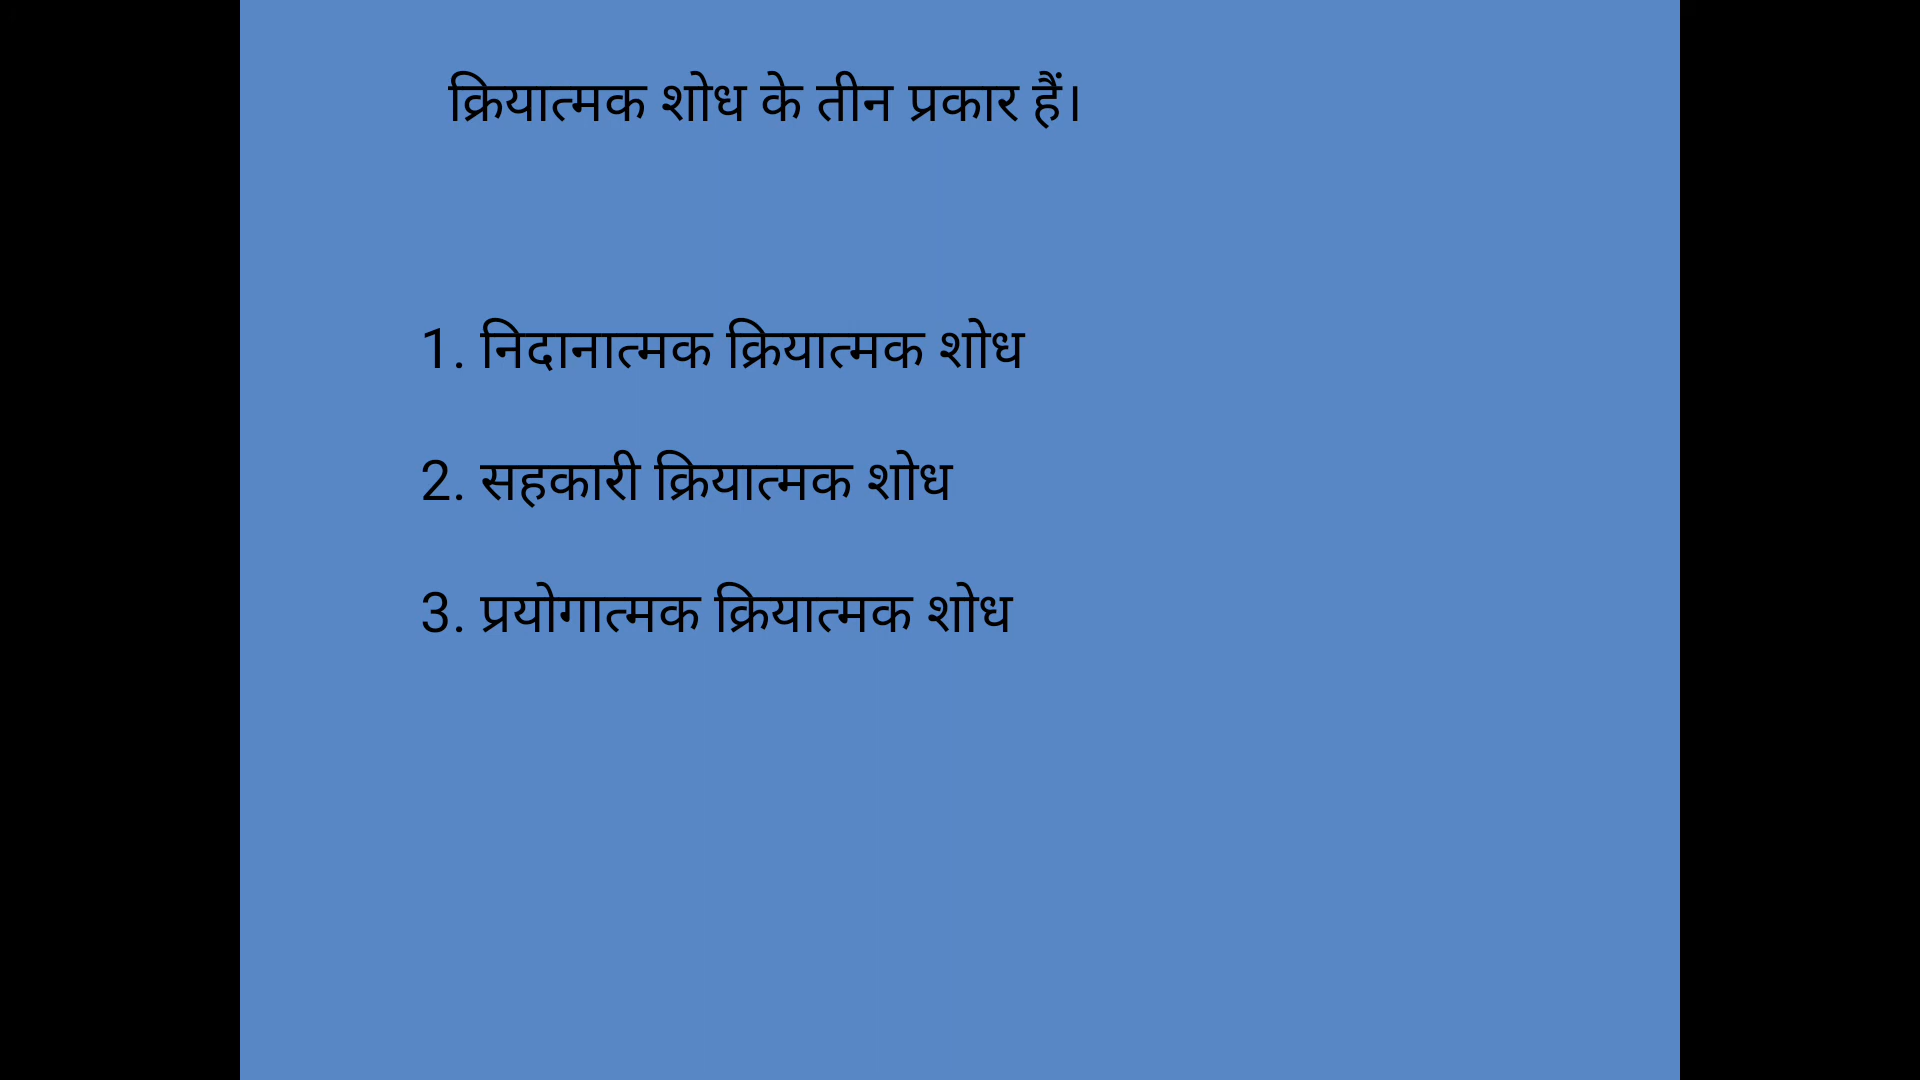 क्रियात्मक शोध के तीन प्रकार हैं।
1. निदानात्मक क्रियात्मक शोध
2. सहकारी क्रियात्मक शोध
3. प्रयोगात्मक क्रियात्मक शोध